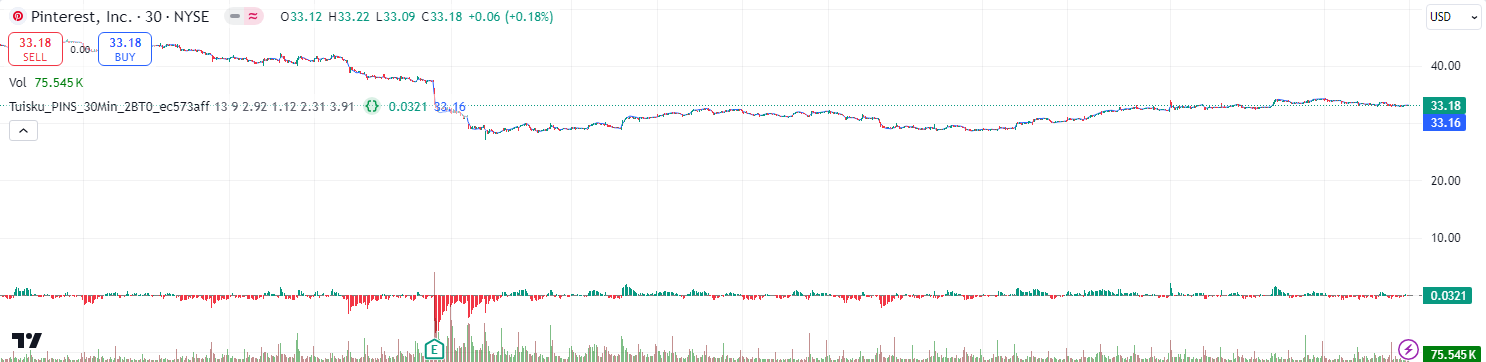 Pinterest, Inc. · 30 · NYSE O33.12 H33.22 L33.09 C33.18 +0.06 (+0.18%)
USD
33.18 SELL
0.00
33.18 BUY
Vol 75.545 K
Tuisku_PINS_30Min_2BT0_ec573aff 13 9 2.92 1.12 2.31 3.91 {} 0.0321 33.16
40.00
33.18
33.16
20.00
10.00
0.0321
E
75.545 K